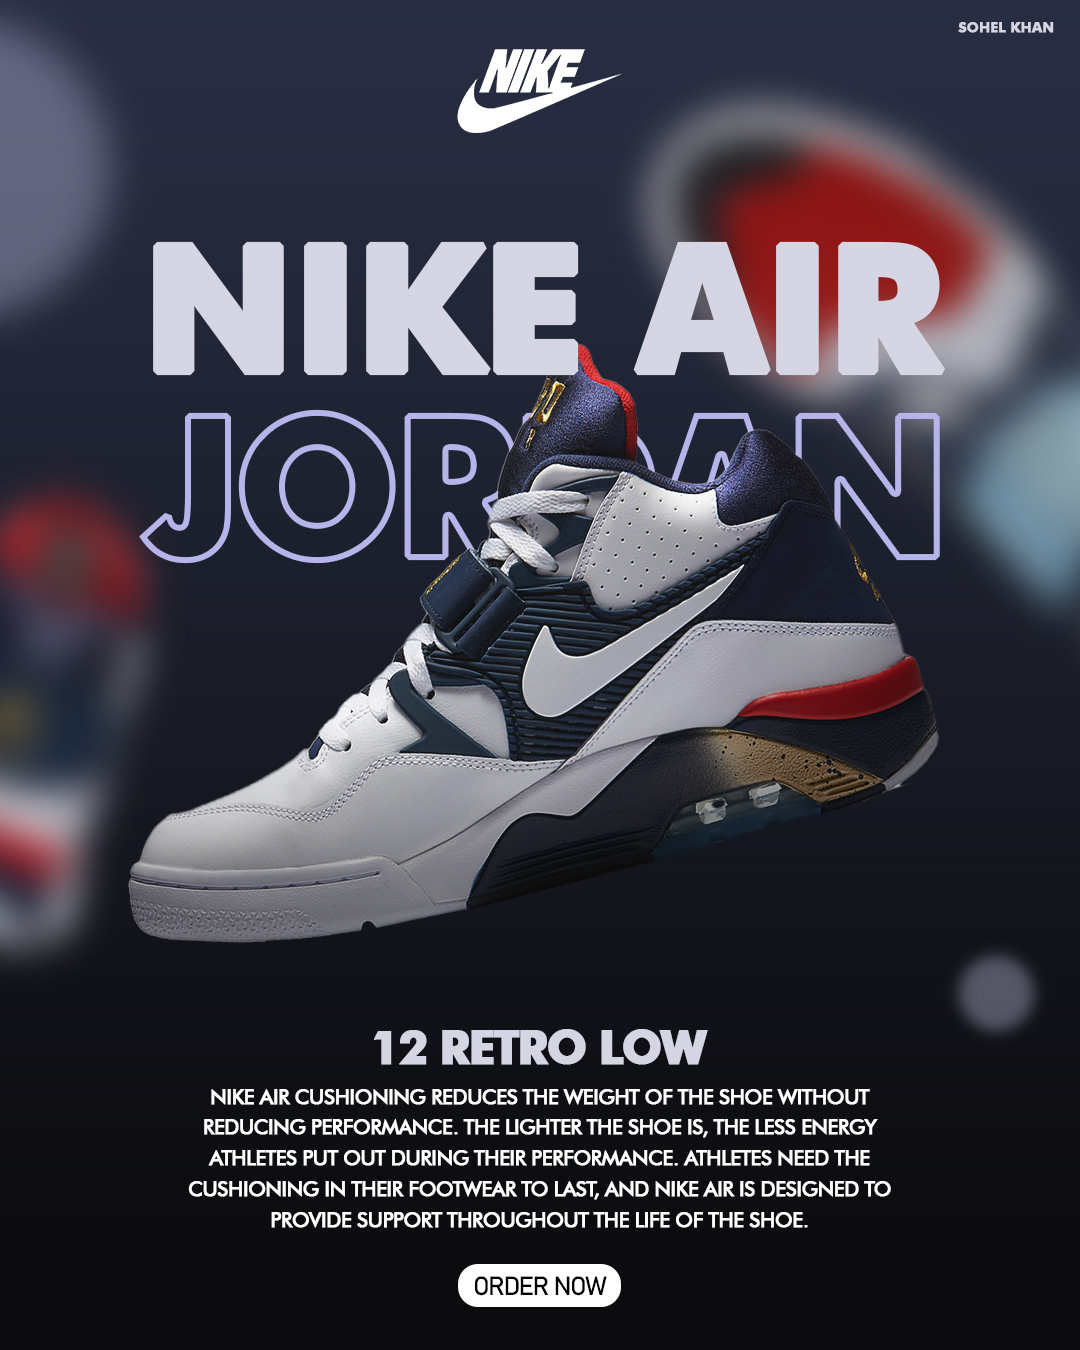 SOHEL KHAN
NIKE
NIKE AIR
JORDAN
12 RETRO LOW
NIKE AIR CUSHIONING REDUCES THE WEIGHT OF THE SHOE WITHOUT
REDUCING PERFORMANCE. THE LIGHTER THE SHOE IS, THE LESS ENERGY
ATHLETES PUT OUT DURING THEIR PERFORMANCE. ATHLETES NEED THE
CUSHIONING IN THEIR FOOTWEAR TO LAST, AND NIKE AIR IS DESIGNED TO
PROVIDE SUPPORT THROUGHOUT THE LIFE OF THE SHOE.
ORDER NOW